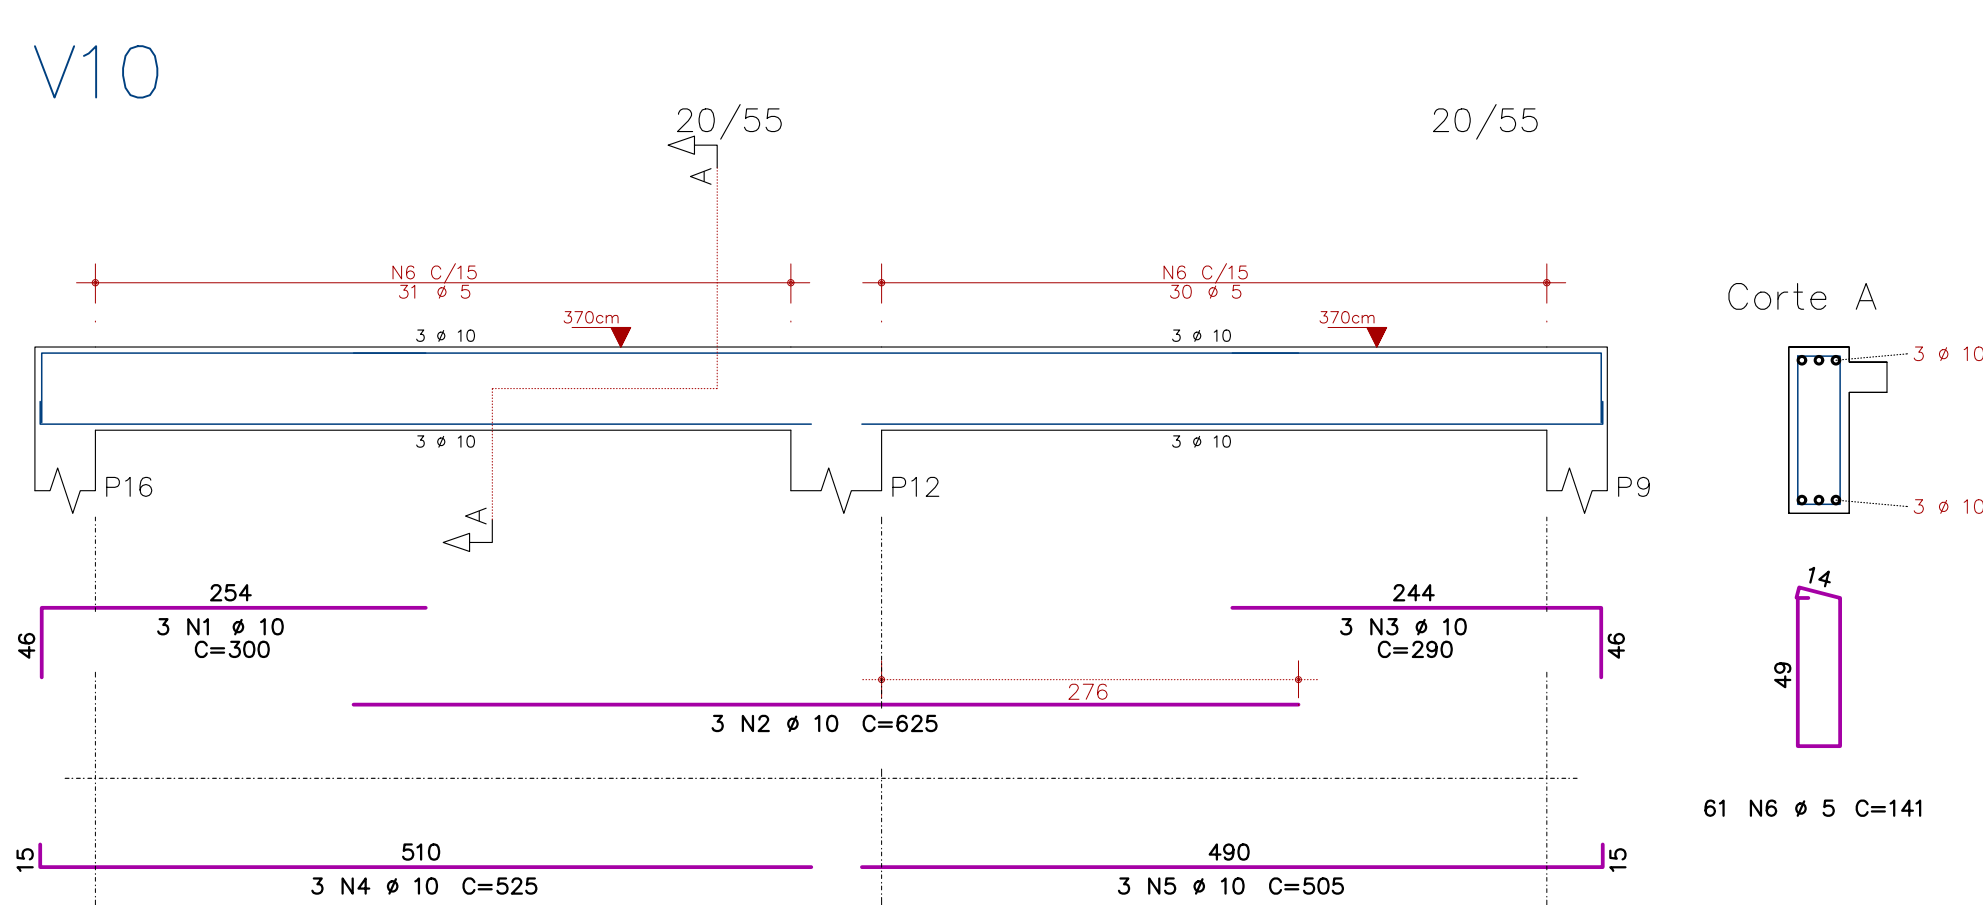 V10
20/55
20/55
A
N6 C/15
31 ø 5
N6 C/15
30 ø 5
Corte A
370cm
370cm
3 ø 10
3 ø 10
3 ø 10
3 ø 10
3 ø 10
P16
P12
P9
3 ø 10
A
254
244
14
3 N1 ø 10
C=300
46
3 N3 ø 10
C=290
46
49
276
3 N2 ø 10 C=625
61 N6 ø 5 C=141
510
490
15
15
3 N4 ø 10 C=525
3 N5 ø 10 C=505